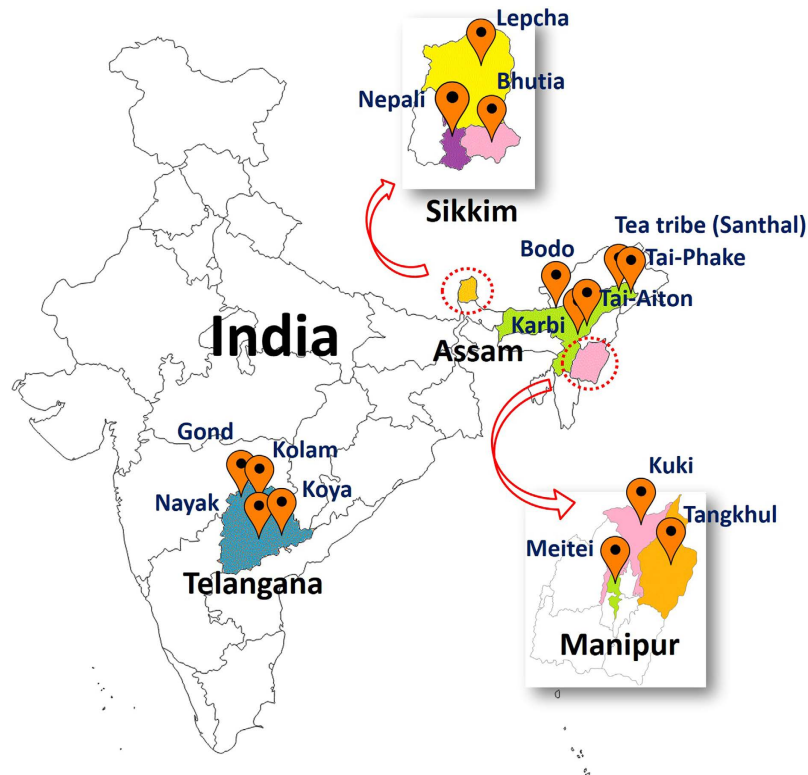 Lepcha
Bhutia
Nepali
Sikkim
Tea tribe (Santhal)
Bodo
Tai-Phake
Tai-Aiton
Karbi
India
Assam
Gond
Kolam
Kuki
Nayak
Koya
Tangkhul
Meitei
Telangana
Manipur